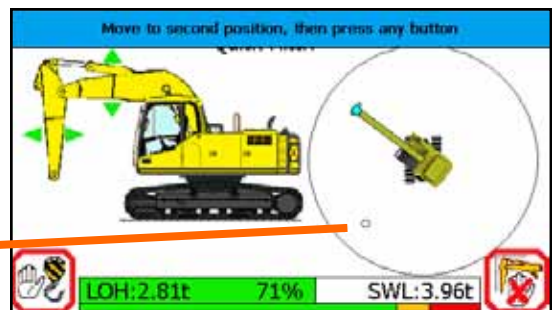 Move to second position, then press any button
LOH:2.81t 71% SWL:3.96t